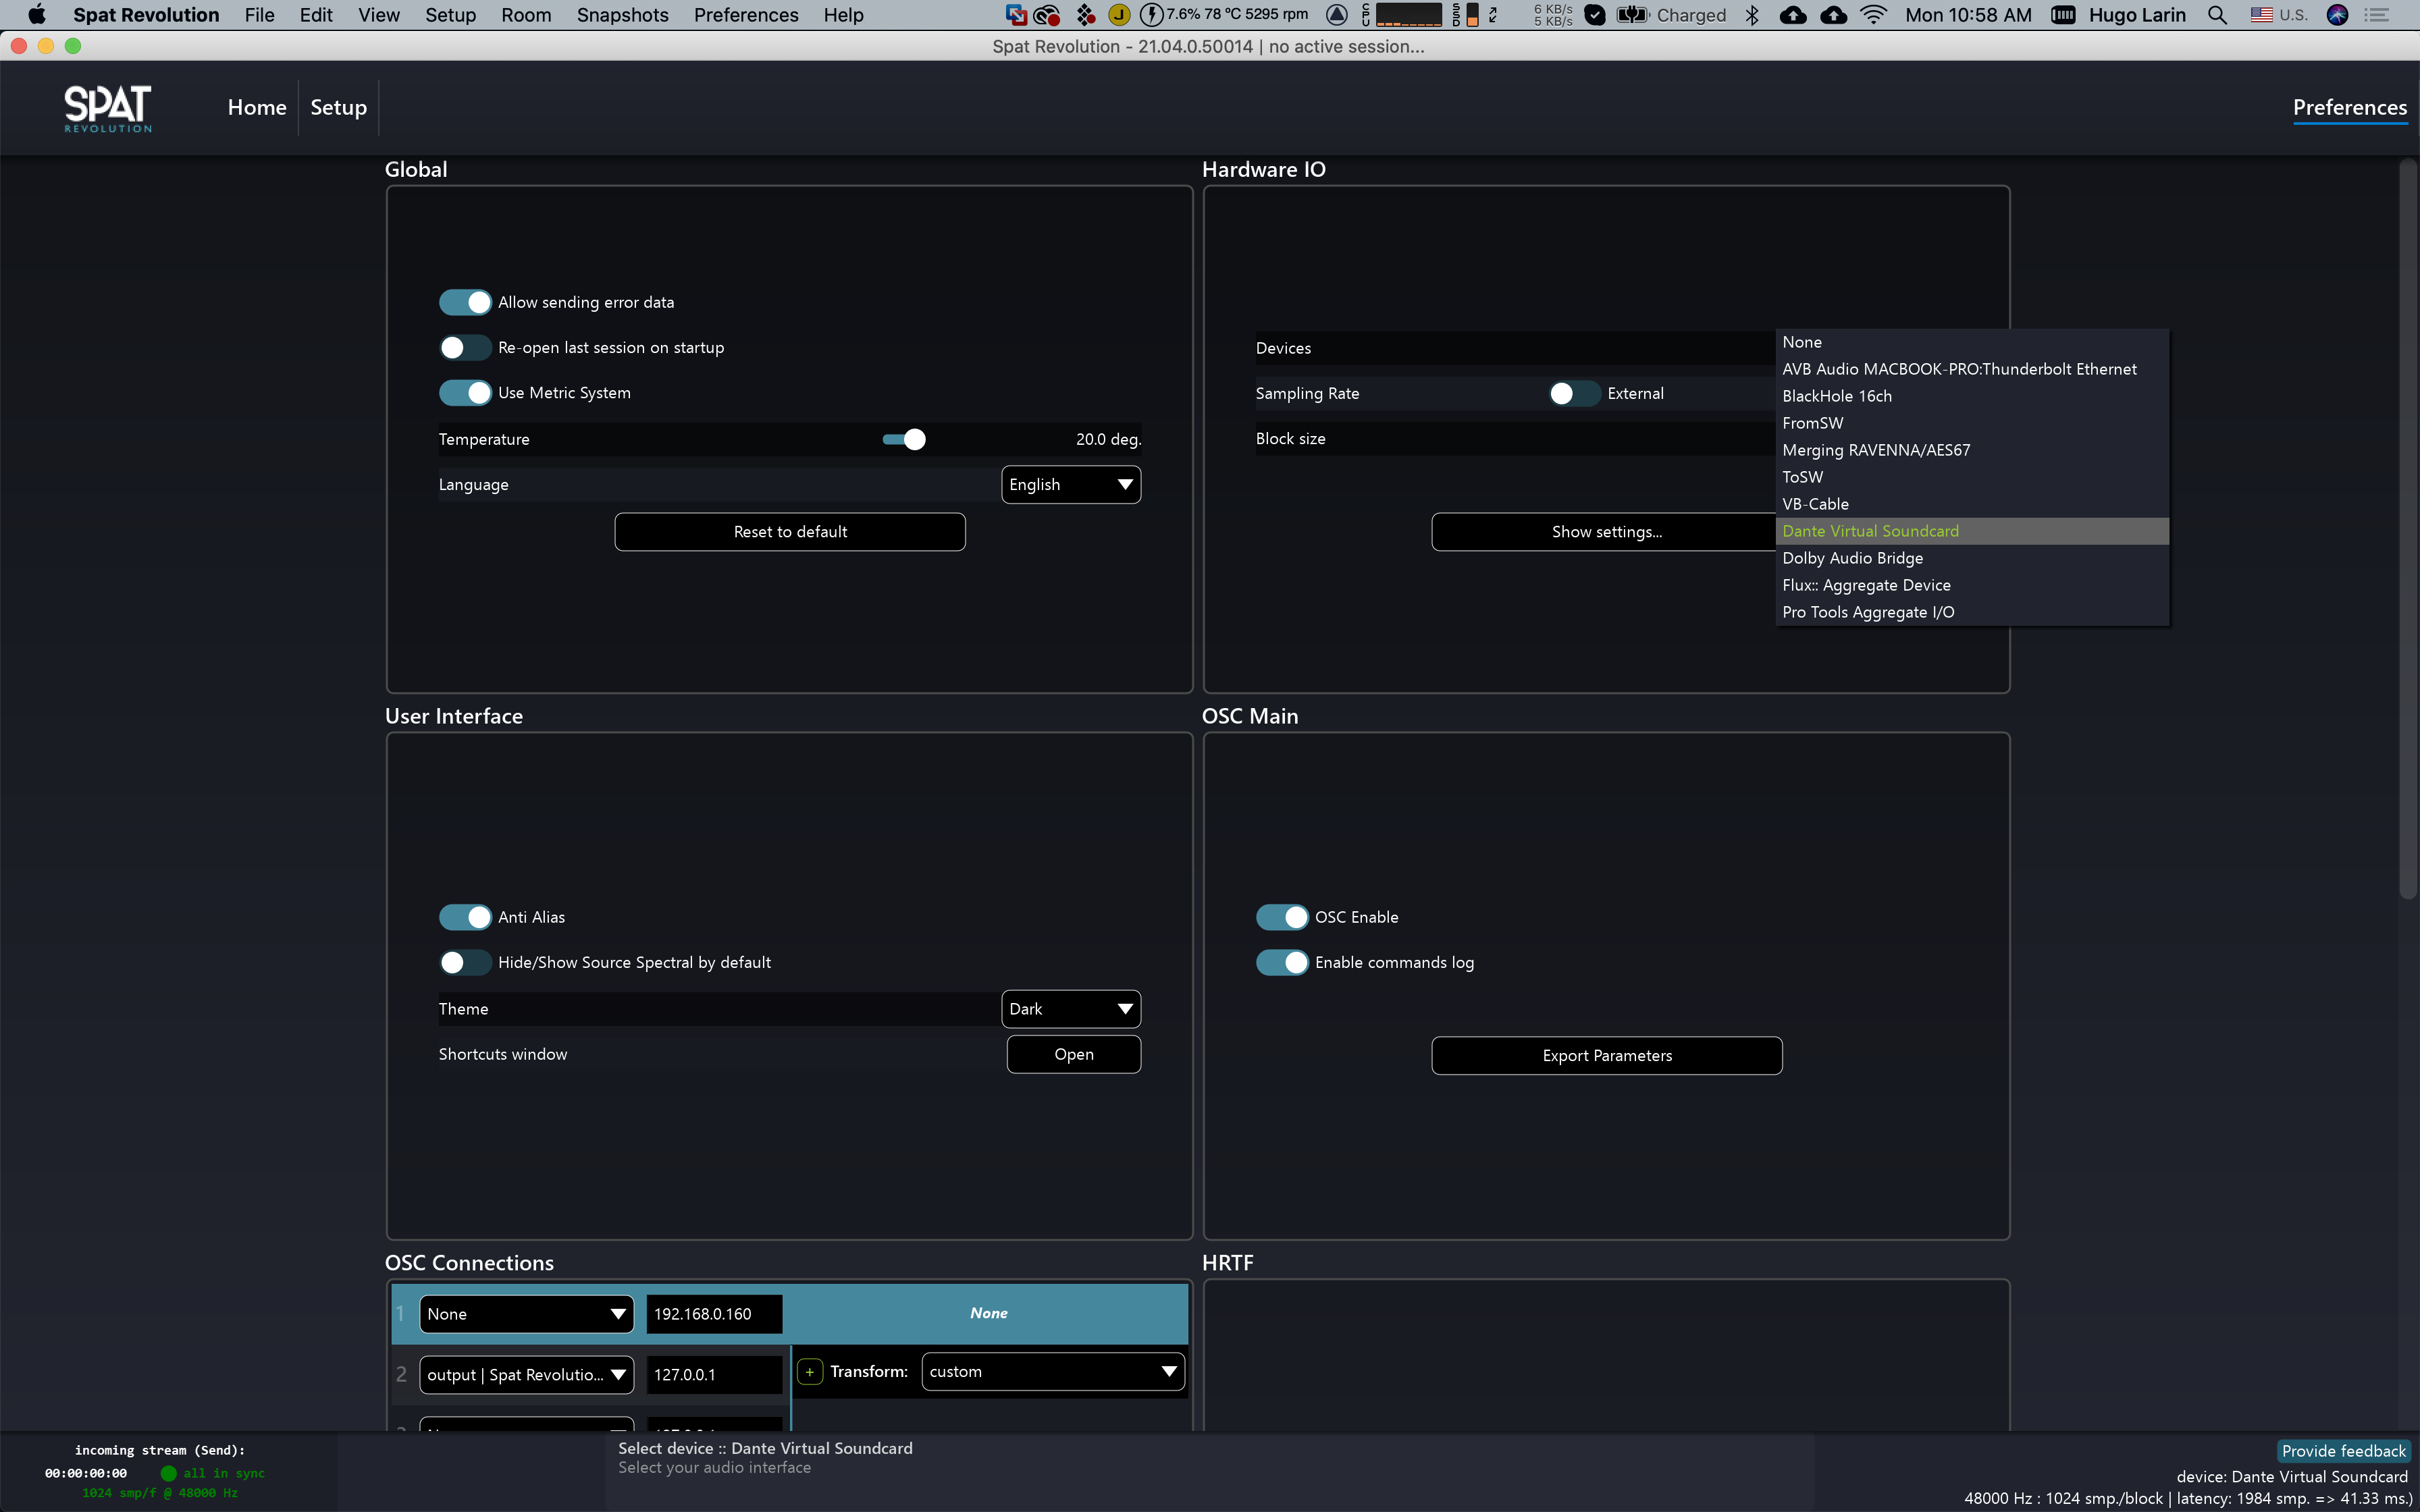 Spat Revolution File Edit View Setup Room Snapshots Preferences Help J 7.6% 78 °C 5295 rpm CPU SSD 6 KB/s 5 KB/s Charged Mon 10:58 AM Hugo Larin U.S.
Spat Revolution - 21.04.0.50014 | no active session...
SPAT
REVOLUTION
Home Setup Preferences
Global
Allow sending error data
Re-open last session on startup
Use Metric System
Temperature 20.0 deg.
Language English
Reset to default
Hardware IO
Devices
Sampling Rate External
Block size
Show settings...
None
AVB Audio MACBOOK-PRO:Thunderbolt Ethernet
BlackHole 16ch
FromSW
Merging RAVENNA/AES67
ToSW
VB-Cable
Dante Virtual Soundcard
Dolby Audio Bridge
Flux:: Aggregate Device
Pro Tools Aggregate I/O
User Interface
Anti Alias
Hide/Show Source Spectral by default
Theme Dark
Shortcuts window Open
OSC Main
OSC Enable
Enable commands log
Export Parameters
OSC Connections
1 None 192.168.0.160 None
2 output | Spat Revolutio... 127.0.0.1 + Transform: custom
HRTF
incoming stream (Send):
00:00:00:00 all in sync
1024 smp/f @ 48000 Hz
Select device :: Dante Virtual Soundcard
Select your audio interface
Provide feedback
device: Dante Virtual Soundcard
48000 Hz : 1024 smp./block | latency: 1984 smp. => 41.33 ms.)